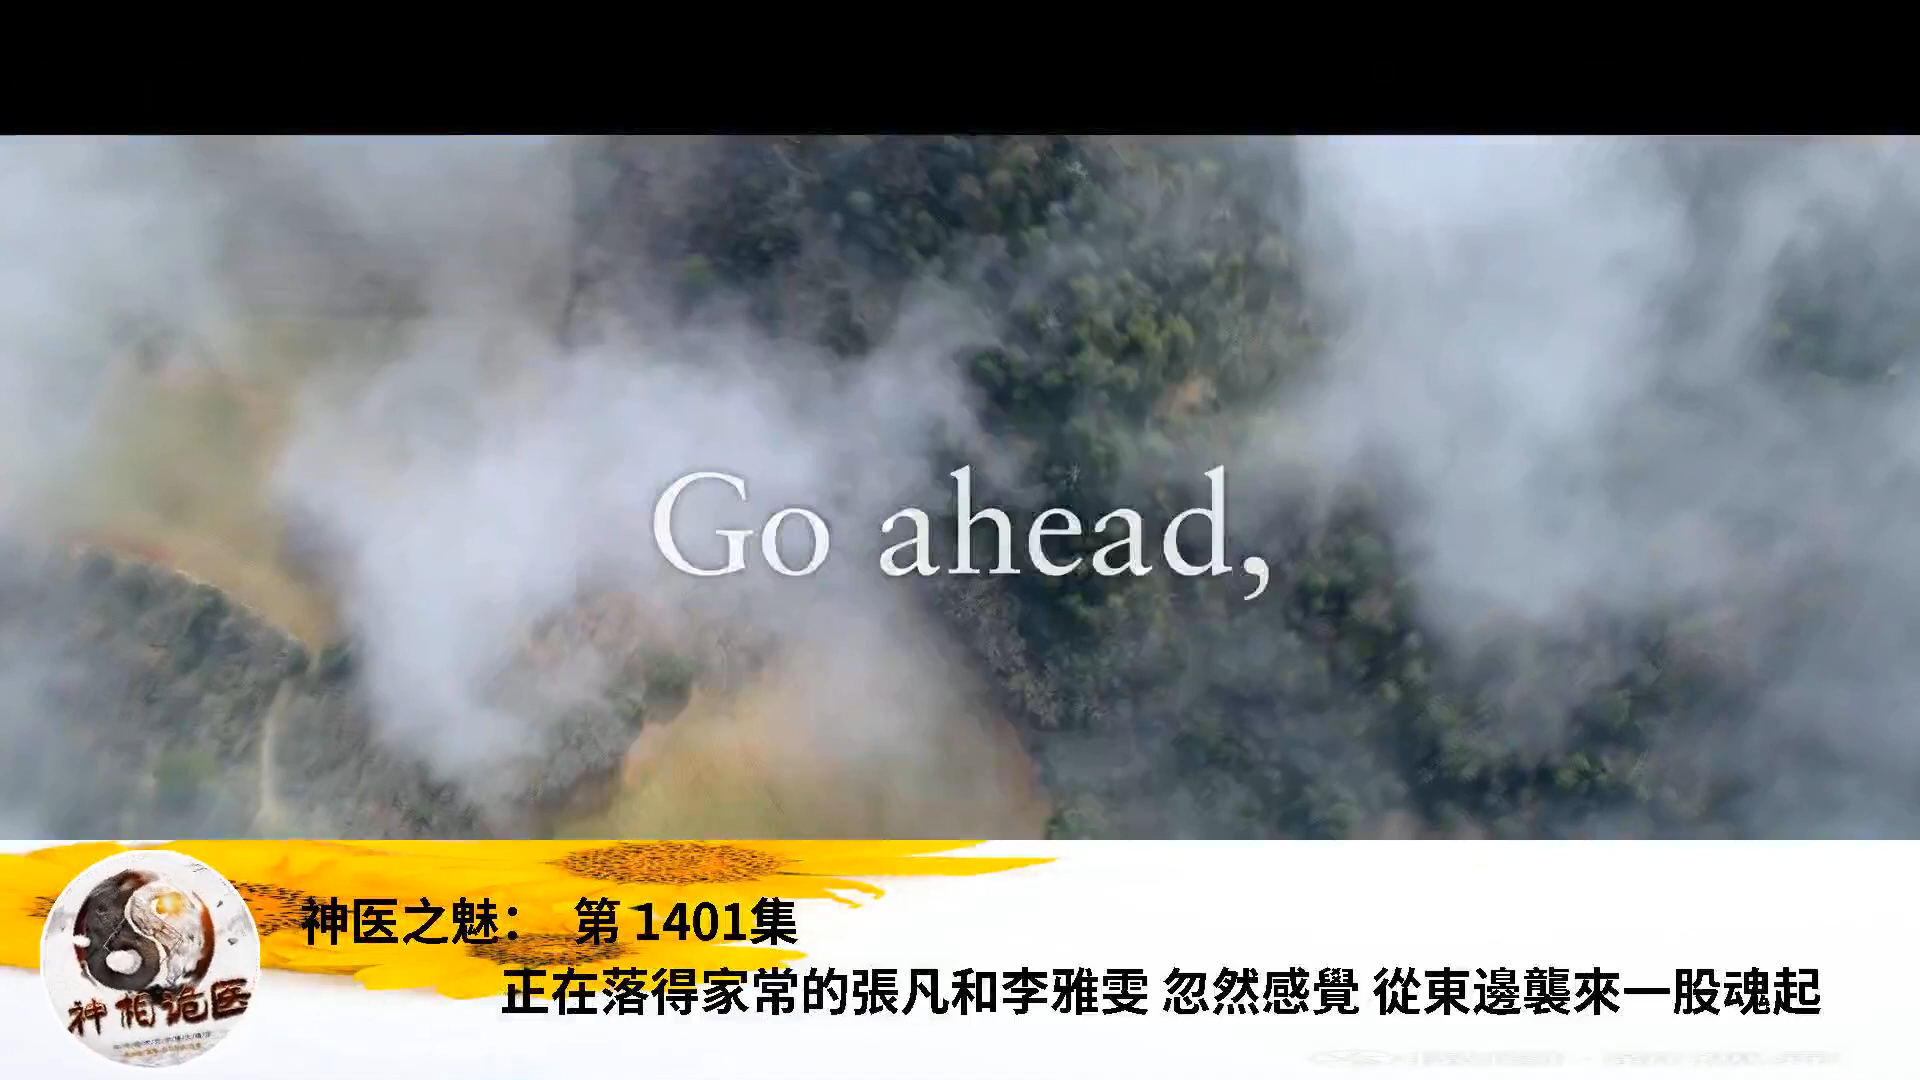 Go ahead,
神医之魅： 第 1401集
正在落得家常的張凡和李雅雯 忽然感覺 從東邊襲來一股魂起
神相诡医